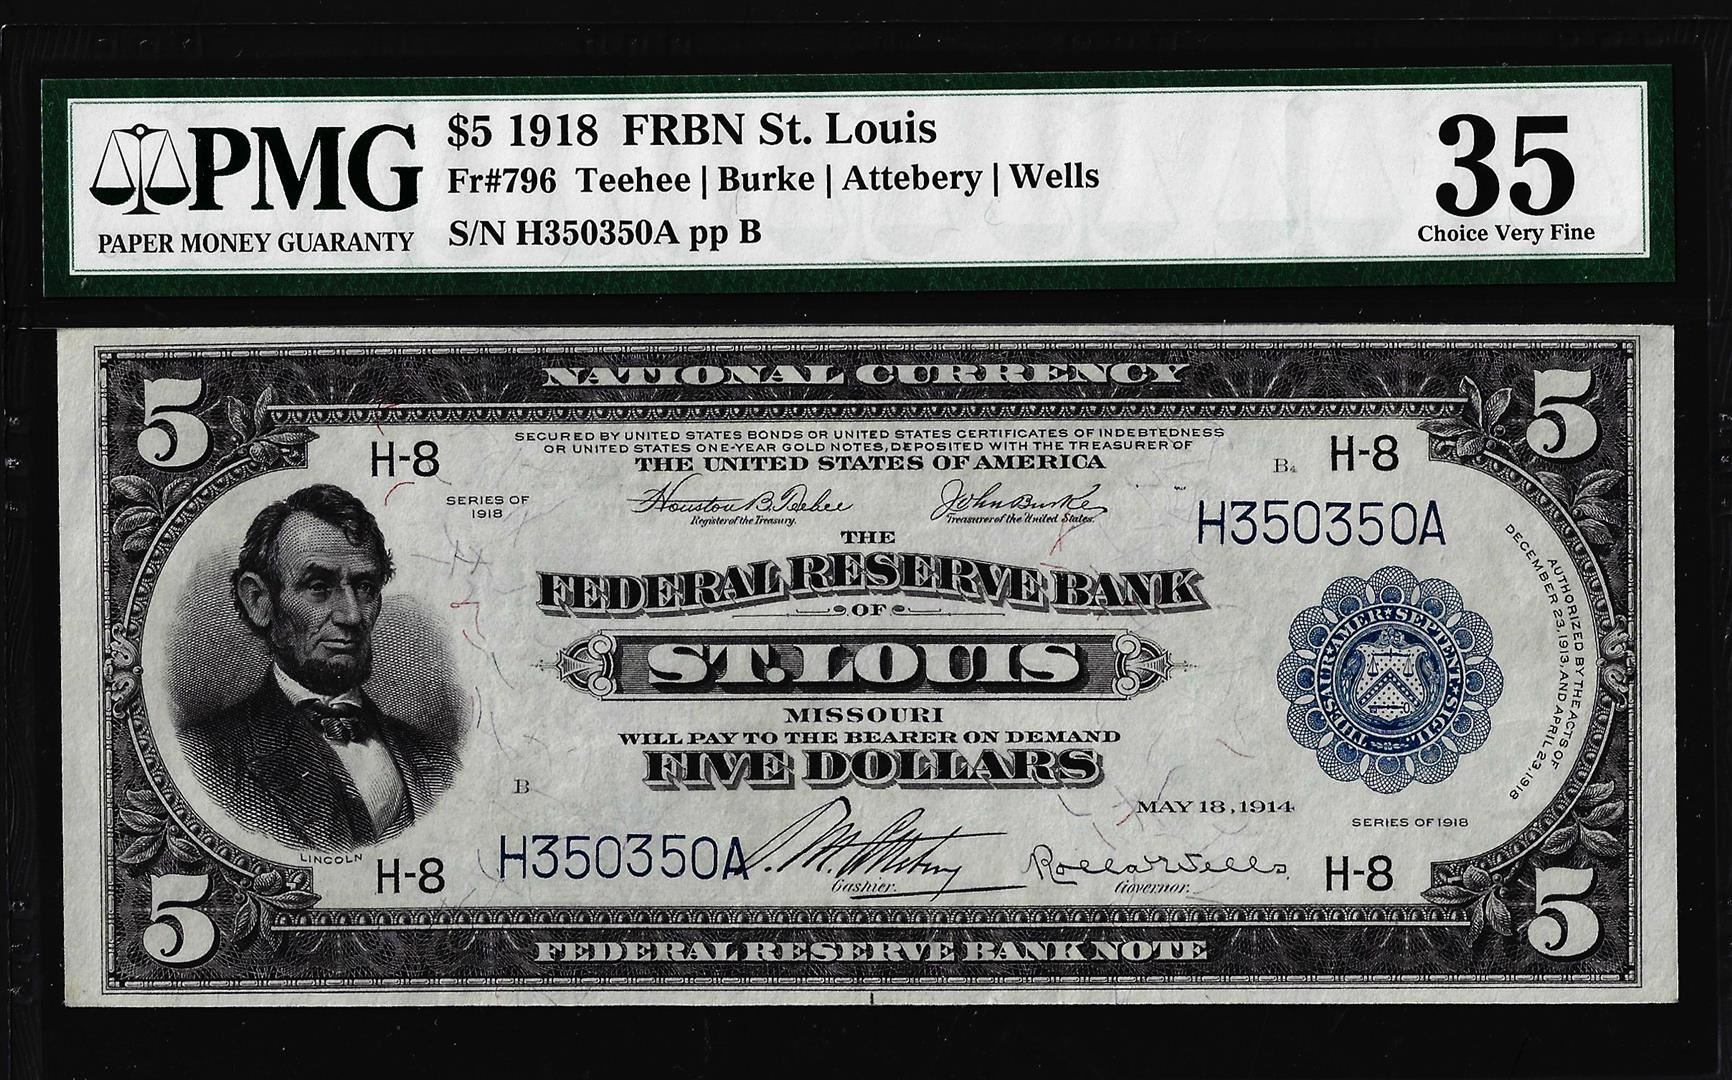 PMG
PAPER MONEY GUARANTY
$5 1918 FRBN St. Louis
Fr#796 Teehee | Burke | Attebery | Wells
S/N H350350A pp B
35
Choice Very Fine
NATIONAL CURRENCY
5
5
H-8
SECURED BY UNITED STATES BONDS OR UNITED STATES CERTIFICATES OF INDEBTEDNESS
OR UNITED STATES ONE-YEAR GOLD NOTES, DEPOSITED WITH THE TREASURER OF
THE UNITED STATES OF AMERICA
B4
H-8
SERIES OF
1918
Houston B. Teehee
Register of the Treasury.
John Burke
Treasurer of the United States.
H350350A
THE
FEDERAL RESERVE BANK
OF
ST. LOUIS
MISSOURI
WILL PAY TO THE BEARER ON DEMAND
FIVE DOLLARS
THESAUR. AMER. SEPTENT. SIGIL.
AUTHORIZED BY THE ACTS OF
DECEMBER 23, 1913, AND APRIL 23, 1918
B
MAY 18, 1914
SERIES OF 1918
LINCOLN
H-8
H350350A
Attebery
Cashier.
Rolla Wells
Governor.
H-8
5
5
FEDERAL RESERVE BANK NOTE